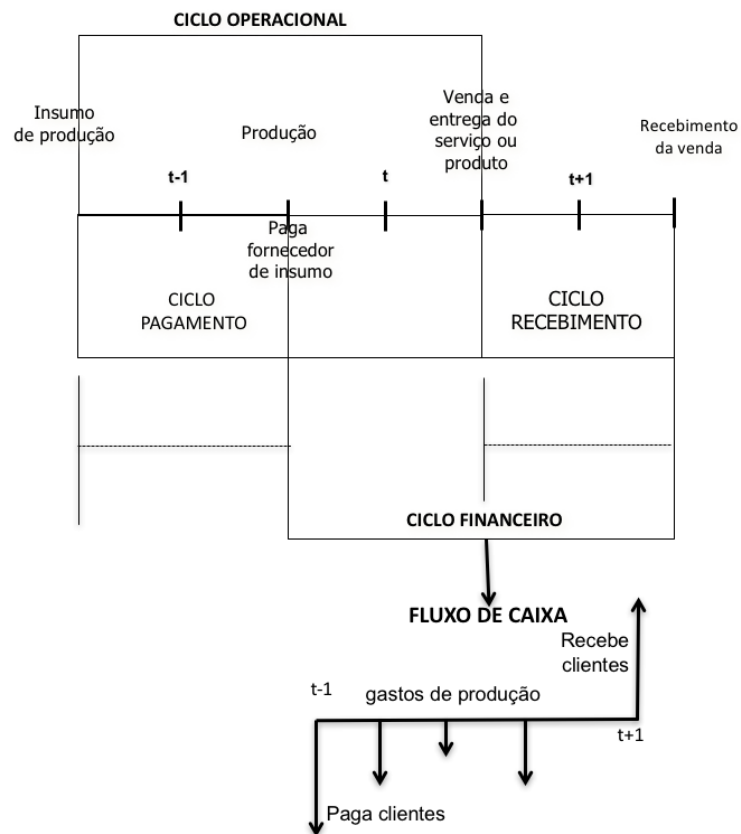 CICLO OPERACIONAL
Insumo
de produção
Produção
Venda e
entrega do
serviço ou
produto
Recebimento
da venda
t-1
t
t+1
Paga
fornecedor
de insumo
CICLO
PAGAMENTO
CICLO
RECEBIMENTO
CICLO FINANCEIRO
FLUXO DE CAIXA
Recebe
clientes
t-1
gastos de produção
t+1
Paga clientes